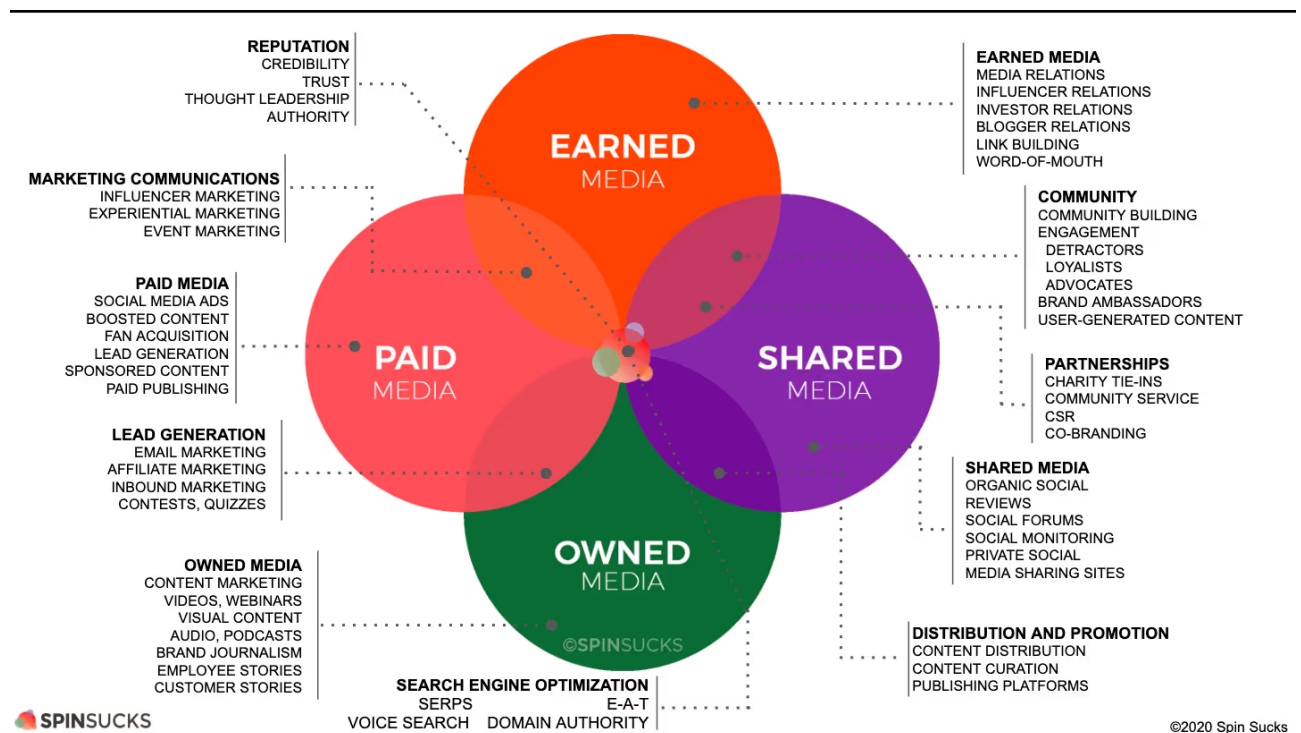 REPUTATION
CREDIBILITY
TRUST
THOUGHT LEADERSHIP
AUTHORITY
MARKETING COMMUNICATIONS
INFLUENCER MARKETING
EXPERIENTIAL MARKETING
EVENT MARKETING
PAID MEDIA
SOCIAL MEDIA ADS
BOOSTED CONTENT
FAN ACQUISITION
LEAD GENERATION
SPONSORED CONTENT
PAID PUBLISHING
LEAD GENERATION
EMAIL MARKETING
AFFILIATE MARKETING
INBOUND MARKETING
CONTESTS, QUIZZES
OWNED MEDIA
CONTENT MARKETING
VIDEOS, WEBINARS
VISUAL CONTENT
AUDIO, PODCASTS
BRAND JOURNALISM
EMPLOYEE STORIES
CUSTOMER STORIES
EARNED
MEDIA
PAID
MEDIA
SHARED
MEDIA
OWNED
MEDIA
©SPINSUCKS
EARNED MEDIA
MEDIA RELATIONS
INFLUENCER RELATIONS
INVESTOR RELATIONS
BLOGGER RELATIONS
LINK BUILDING
WORD-OF-MOUTH
COMMUNITY
COMMUNITY BUILDING
ENGAGEMENT
DETRACTORS
LOYALISTS
ADVOCATES
BRAND AMBASSADORS
USER-GENERATED CONTENT
PARTNERSHIPS
CHARITY TIE-INS
COMMUNITY SERVICE
CSR
CO-BRANDING
SHARED MEDIA
ORGANIC SOCIAL
REVIEWS
SOCIAL FORUMS
SOCIAL MONITORING
PRIVATE SOCIAL
MEDIA SHARING SITES
DISTRIBUTION AND PROMOTION
CONTENT DISTRIBUTION
CONTENT CURATION
PUBLISHING PLATFORMS
SEARCH ENGINE OPTIMIZATION
SERPS E-A-T
VOICE SEARCH DOMAIN AUTHORITY
SPINSUCKS
©2020 Spin Sucks